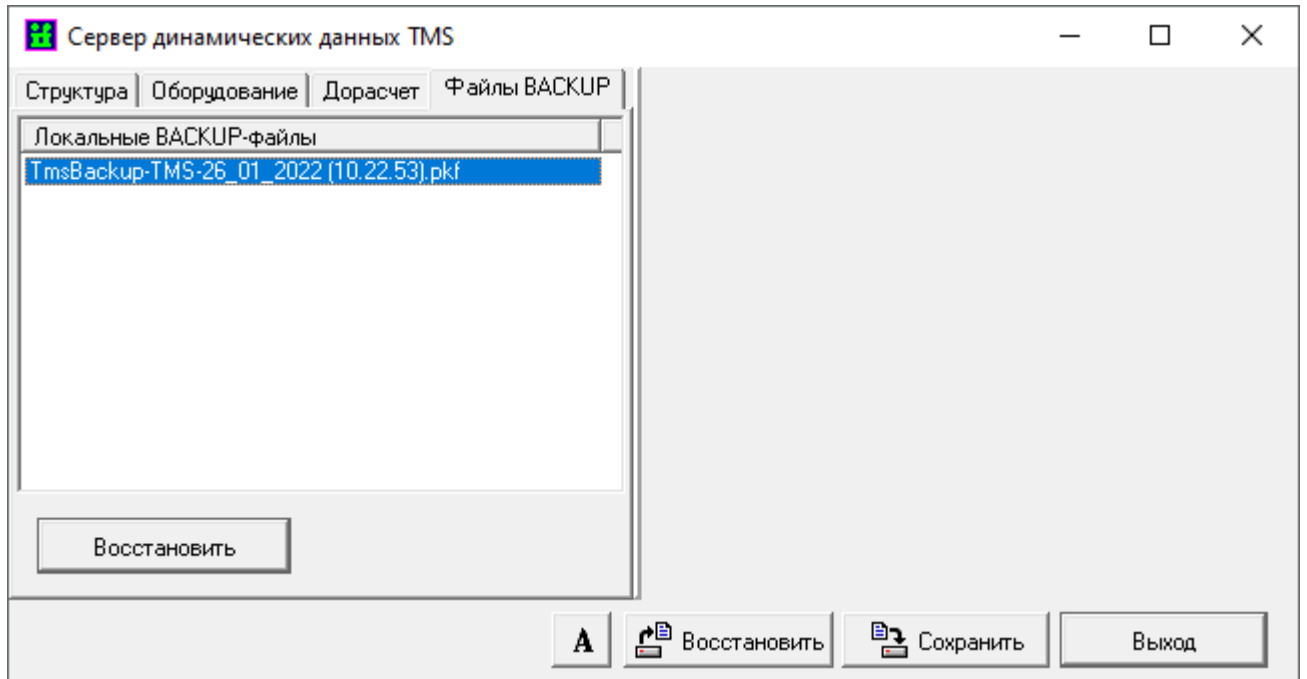 Сервер динамических данных TMS
Структура Оборудование Дорасчет Файлы BACKUP
Локальные BACKUP-файлы
TmsBackup-TMS-26_01_2022 (10.22.53).pkf
Восстановить
A Восстановить Сохранить Выход